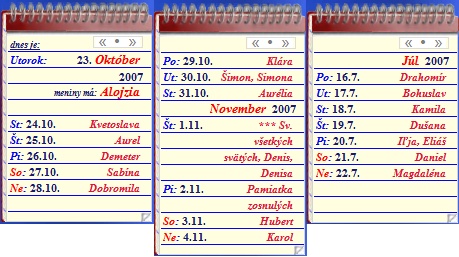 dnes je:
« • »
Utorok: 23. Október
2007
meniny má: Alojzia
St: 24.10. Kvetoslava
Št: 25.10. Aurel
Pi: 26.10. Demeter
So: 27.10. Sabína
Ne: 28.10. Dobromila
« • »
Po: 29.10. Klára
Ut: 30.10. Šimon, Simona
St: 31.10. Aurélia
November 2007
Št: 1.11. *** Sv.
všetkých
svätých, Denis,
Denisa
Pi: 2.11. Pamiatka
zosnulých
So: 3.11. Hubert
Ne: 4.11. Karol
« • »
Júl 2007
Po: 16.7. Drahomír
Ut: 17.7. Bohuslav
St: 18.7. Kamila
Št: 19.7. Dušana
Pi: 20.7. Iľja, Eliáš
So: 21.7. Daniel
Ne: 22.7. Magdaléna